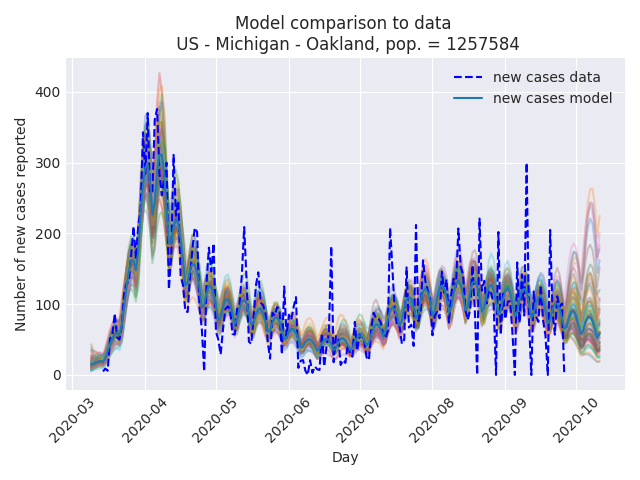 Model comparison to data
US - Michigan - Oakland, pop. = 1257584
new cases data
new cases model
Number of new cases reported
400
300
200
100
0
2020-03
2020-04
2020-05
2020-06
2020-07
2020-08
2020-09
2020-10
Day